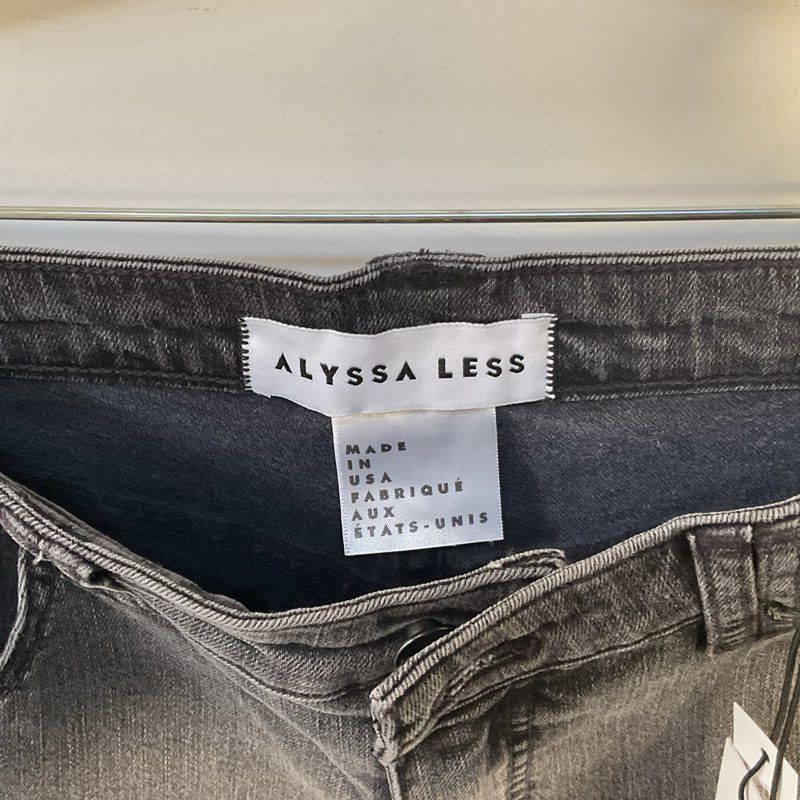 ALYSSA LESS
MADE
IN
USA
FABRIQUÉ
AUX
ÉTATS-UNIS